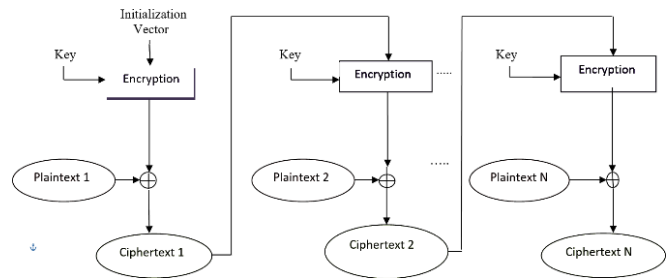 Initialization
Vector
Key
Encryption
Plaintext 1
Ciphertext 1
Key
Encryption
.....
Plaintext 2
.....
Ciphertext 2
Key
Encryption
Plaintext N
Ciphertext N